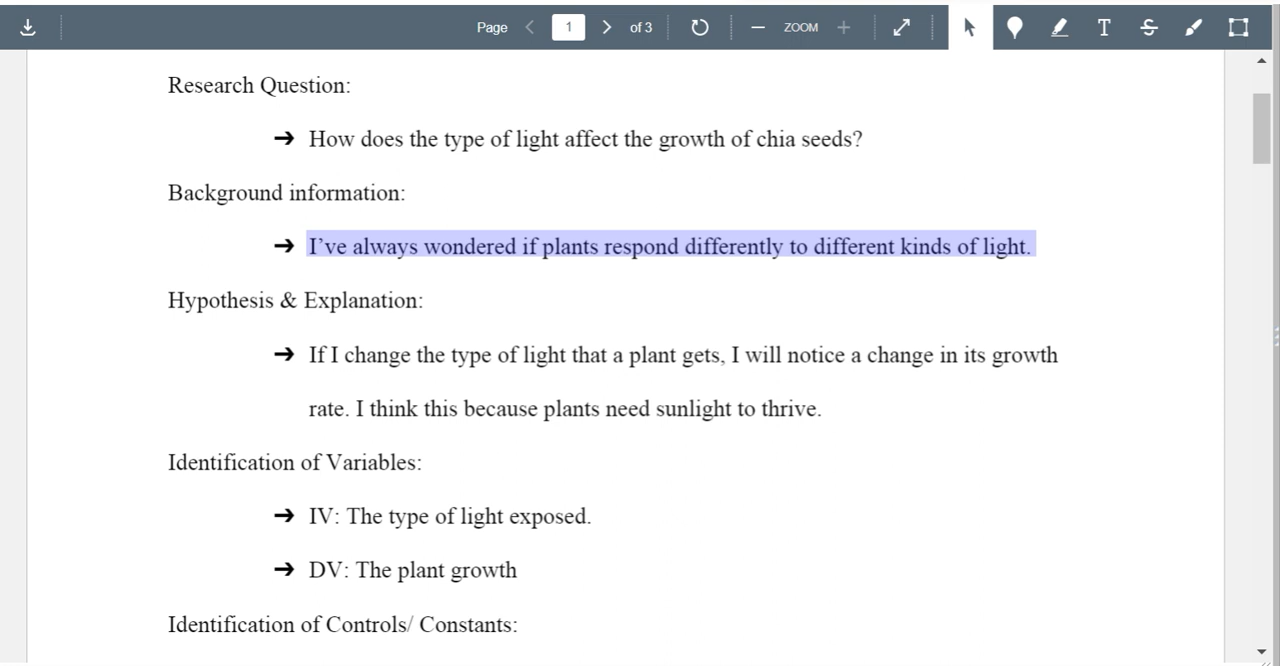 Page 1 of 3 ZOOM T S
Research Question:
➔ How does the type of light affect the growth of chia seeds?
Background information:
➔ I’ve always wondered if plants respond differently to different kinds of light.
Hypothesis & Explanation:
➔ If I change the type of light that a plant gets, I will notice a change in its growth
rate. I think this because plants need sunlight to thrive.
Identification of Variables:
➔ IV: The type of light exposed.
➔ DV: The plant growth
Identification of Controls/ Constants: